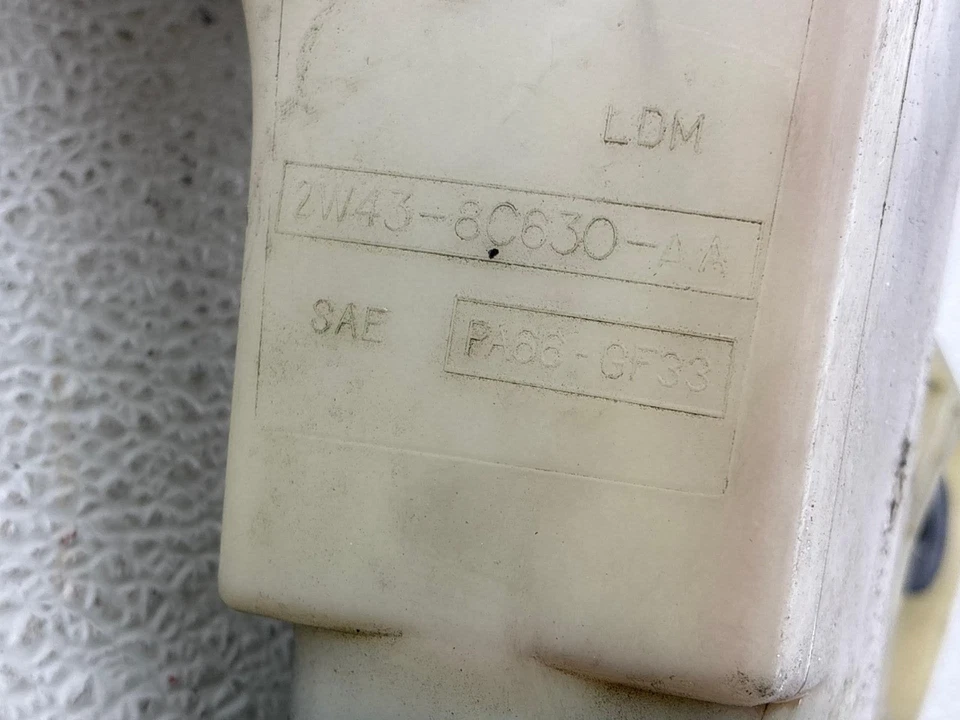 LDM
2W43-8C630-AA
SAE
PA66-GF33